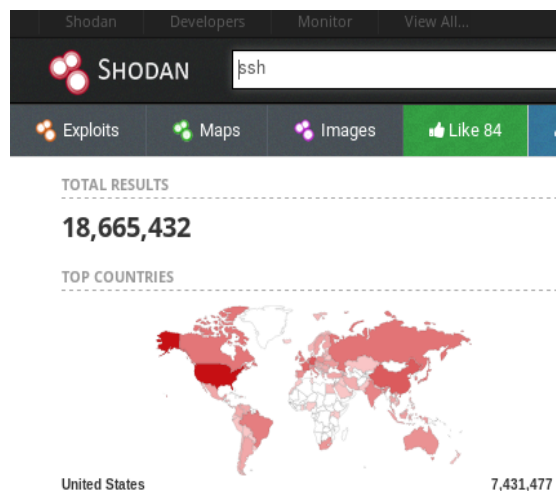 Shodan Developers Monitor View All...
SHODAN ssh
Exploits Maps Images Like 84
TOTAL RESULTS
18,665,432
TOP COUNTRIES
United States 7,431,477